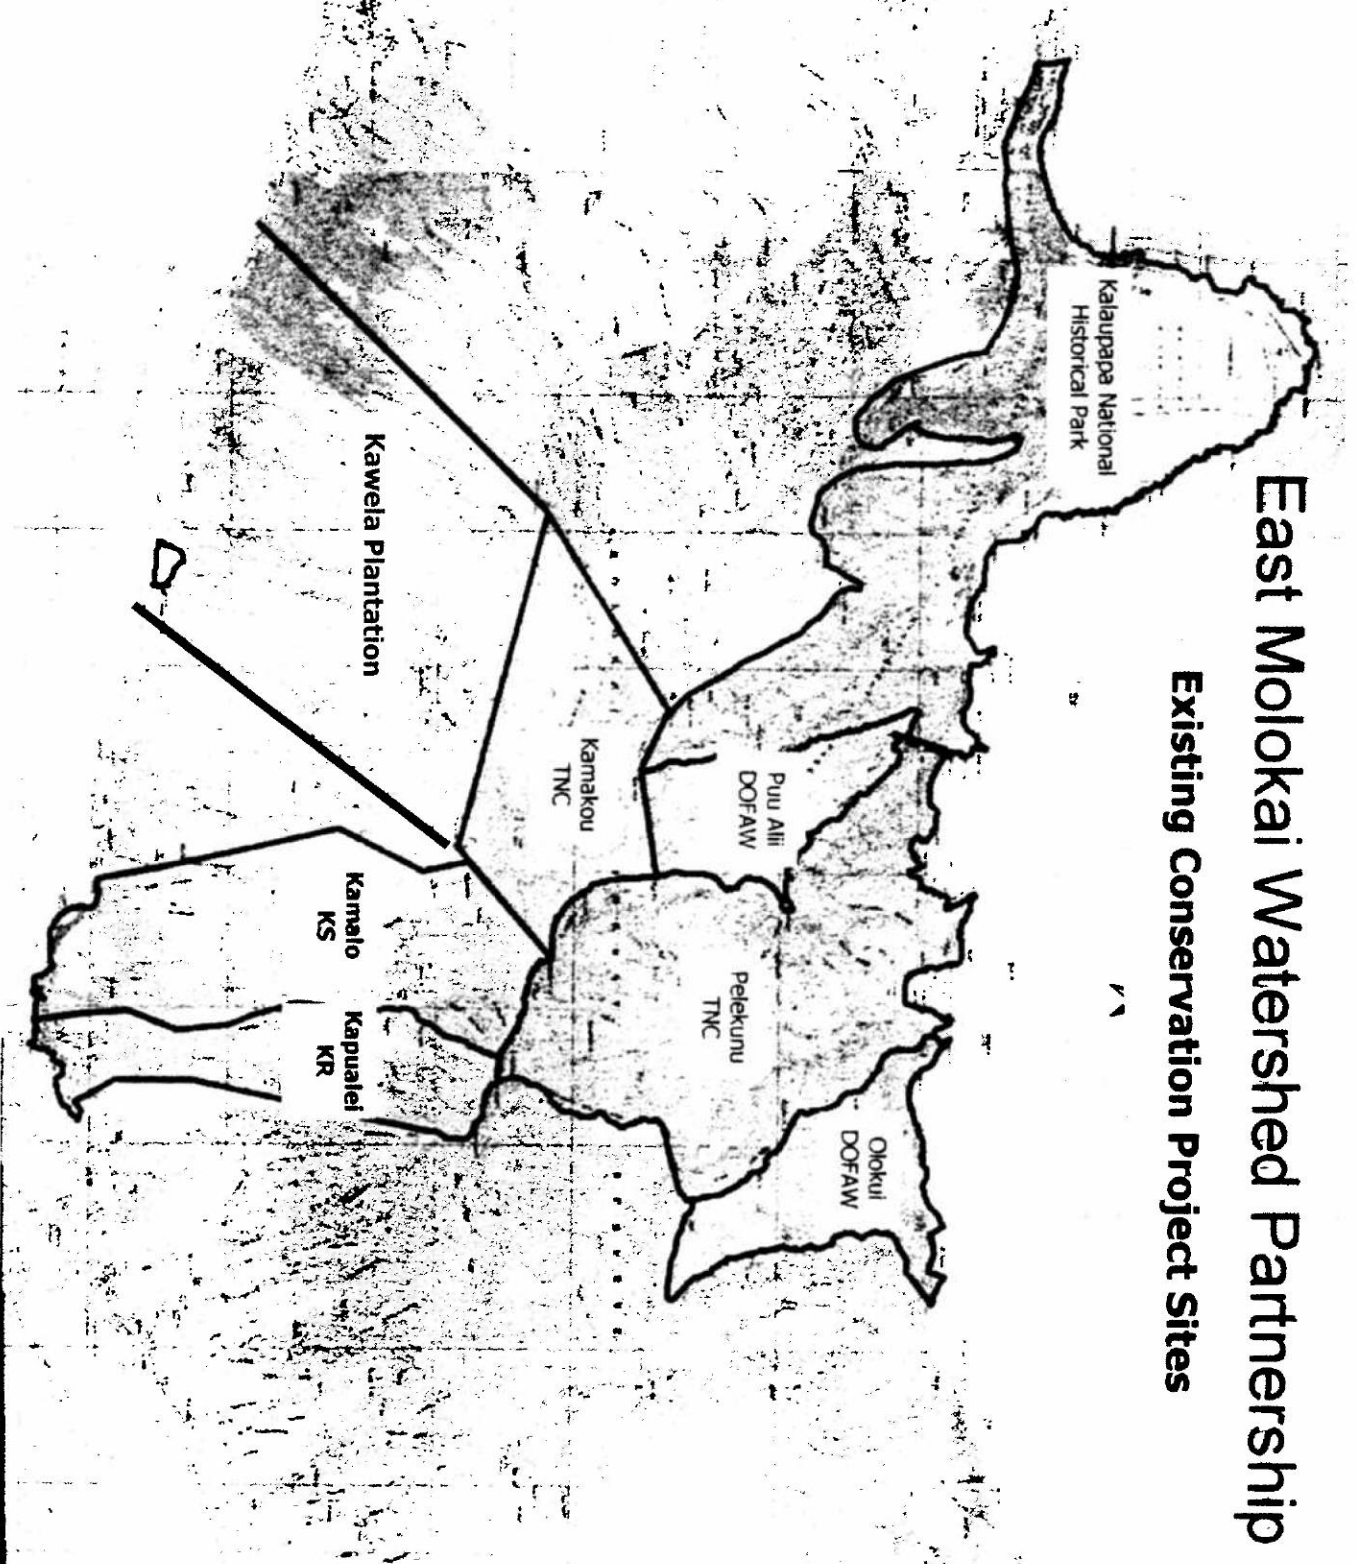 East Molokai Watershed Partnership
Existing Conservation Project Sites
Kalaupapa National
Historical Park
Puu Alii
DOFAW
Olokui
DOFAW
Pelekunu
TNC
Kamakou
TNC
Kawela Plantation
Kamalo
KS
Kapualei
KR